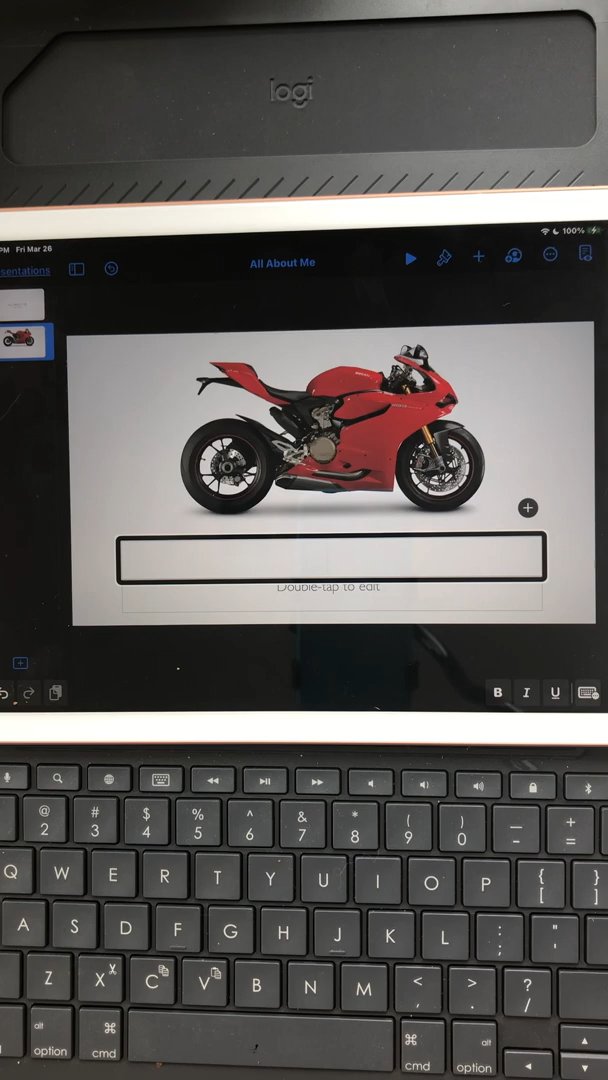 logi
PM Fri Mar 26
100%
sentations
All About Me
Double-tap to edit
B I U
@ # $ % ^ & * ( ) — +
2 3 4 5 6 7 8 9 0 - =
Q W E R T Y U I O P { }
[ ]
A S D F G H J K L : "
; '
Z X C V B N M < > ?
, . /
alt ⌘ ⌘ alt
option cmd cmd option